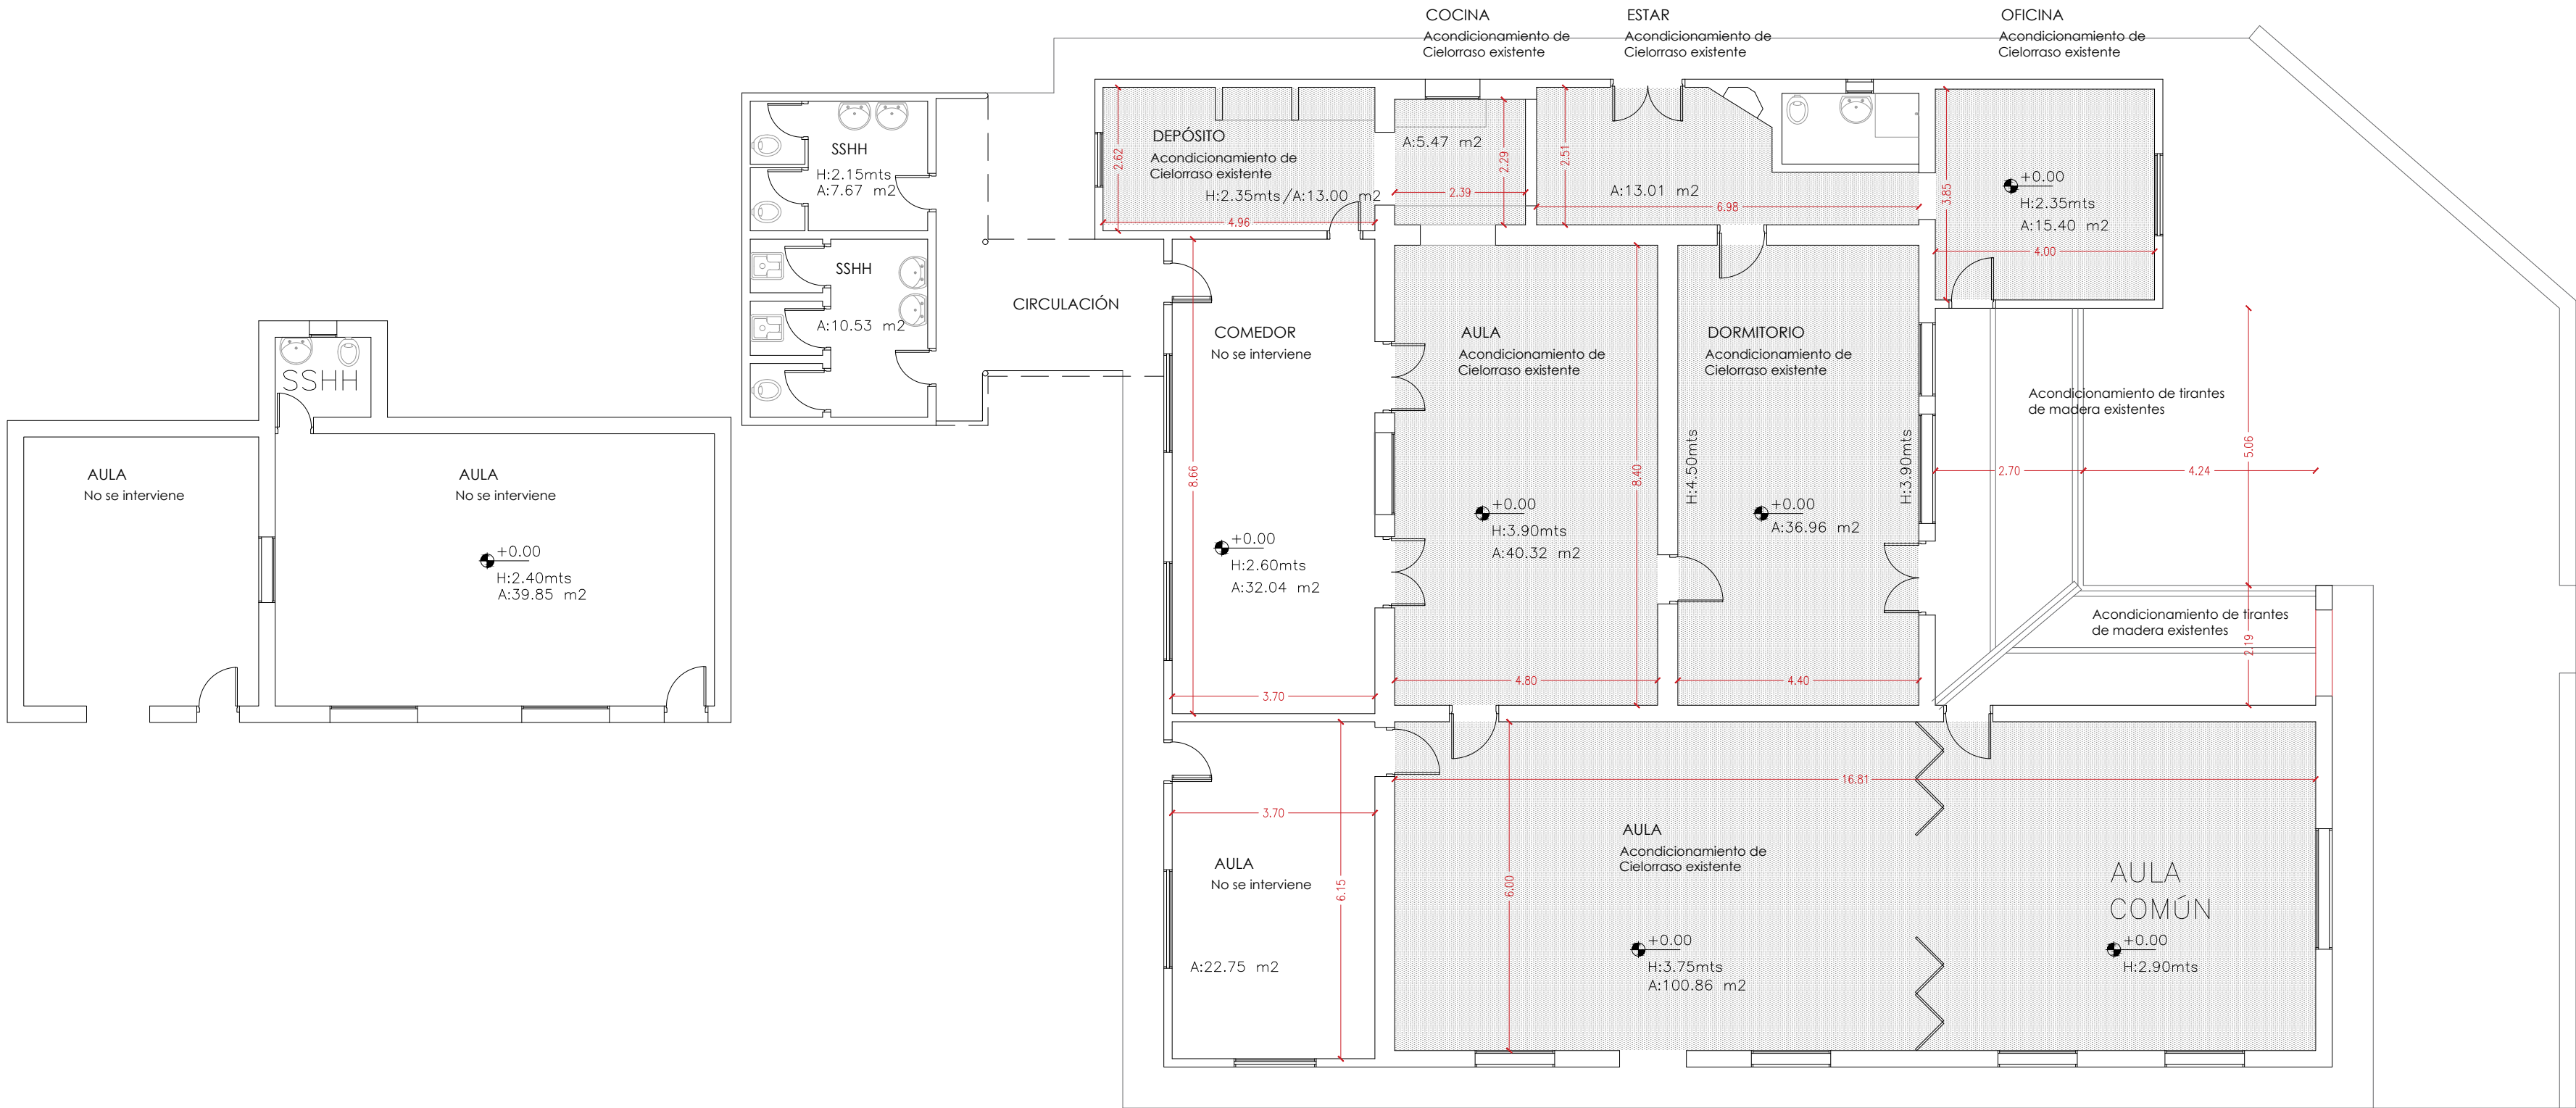 COCINA
Acondicionamiento de
Cielorraso existente
ESTAR
Acondicionamiento de
Cielorraso existente
OFICINA
Acondicionamiento de
Cielorraso existente
SSHH
H:2.15mts
A:7.67 m2
SSHH
A:10.53 m2
CIRCULACIÓN
DEPÓSITO
Acondicionamiento de
Cielorraso existente
H:2.35mts/A:13.00 m2
2.62
4.96
A:5.47 m2
2.29
2.39
2.51
A:13.01 m2
6.98
3.85
+0.00
H:2.35mts
A:15.40 m2
4.00
SSHH
AULA
No se interviene
AULA
No se interviene
+0.00
H:2.40mts
A:39.85 m2
COMEDOR
No se interviene
8.66
+0.00
H:2.60mts
A:32.04 m2
3.70
AULA
Acondicionamiento de
Cielorraso existente
8.40
+0.00
H:3.90mts
A:40.32 m2
4.80
DORMITORIO
Acondicionamiento de
Cielorraso existente
H:4.50mts
H:3.90mts
+0.00
A:36.96 m2
4.40
Acondicionamiento de tirantes
de madera existentes
5.06
2.70
4.24
Acondicionamiento de tirantes
de madera existentes
2.19
3.70
AULA
No se interviene
6.15
A:22.75 m2
16.81
6.00
AULA
Acondicionamiento de
Cielorraso existente
+0.00
H:3.75mts
A:100.86 m2
AULA
COMÚN
+0.00
H:2.90mts